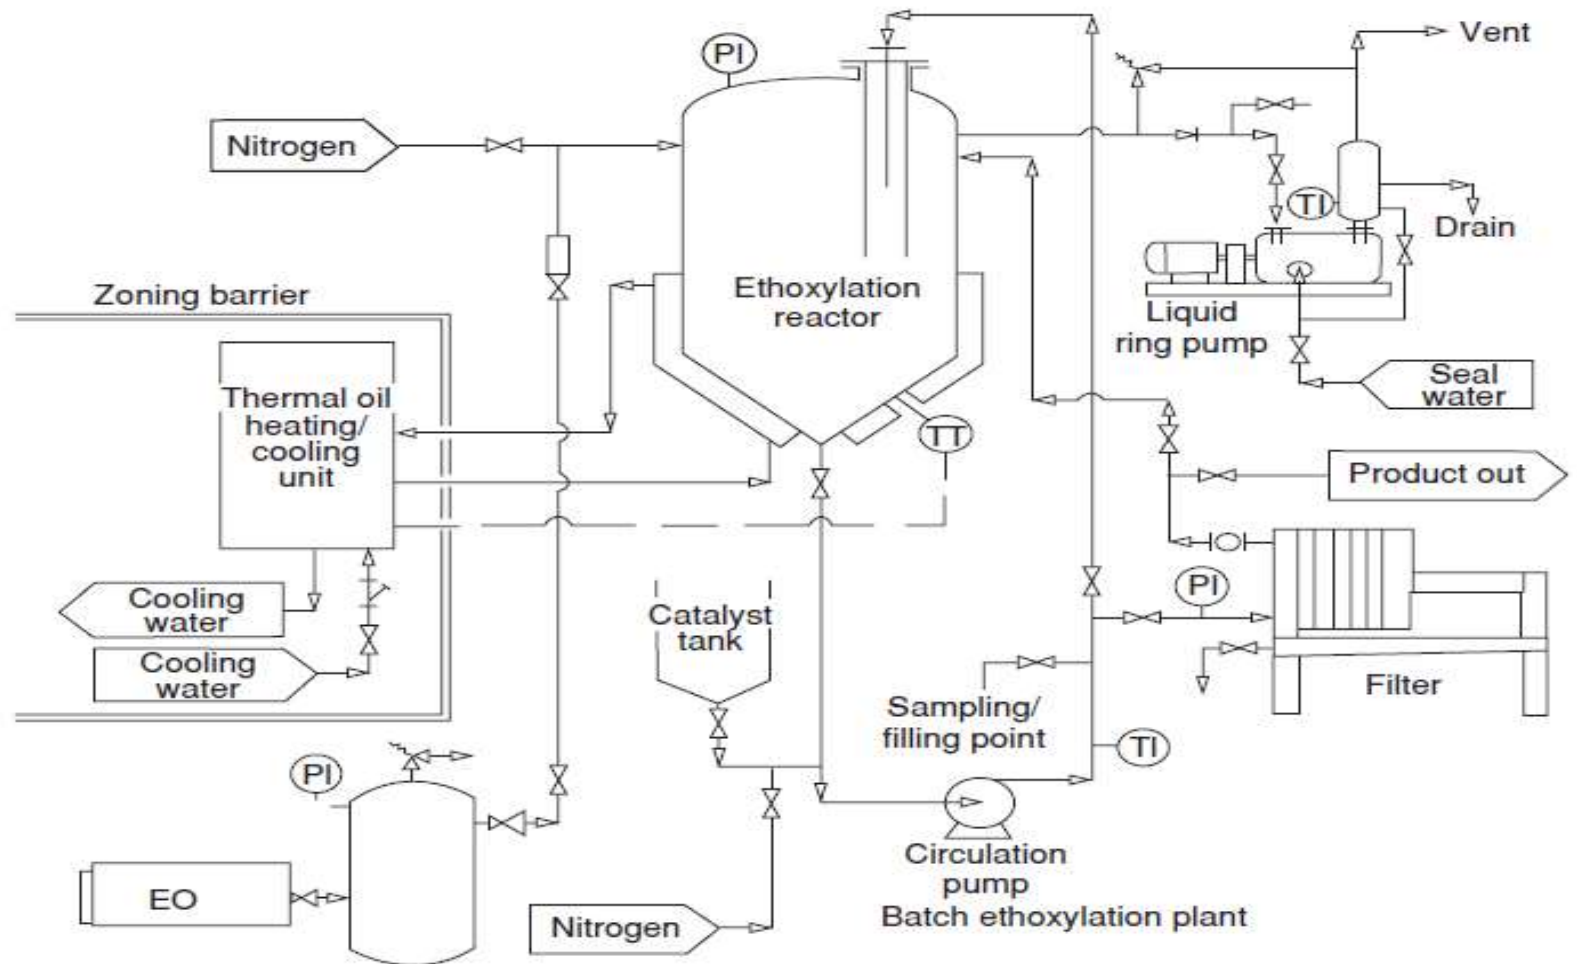 PI
Vent
Nitrogen
TI
Drain
Zoning barrier
Ethoxylation
reactor
Liquid
ring pump
Seal
water
Thermal oil
heating/
cooling
unit
TT
Product out
PI
Cooling
water
Catalyst
tank
Cooling
water
Filter
Sampling/
filling point
TI
PI
Circulation
pump
EO
Batch ethoxylation plant
Nitrogen